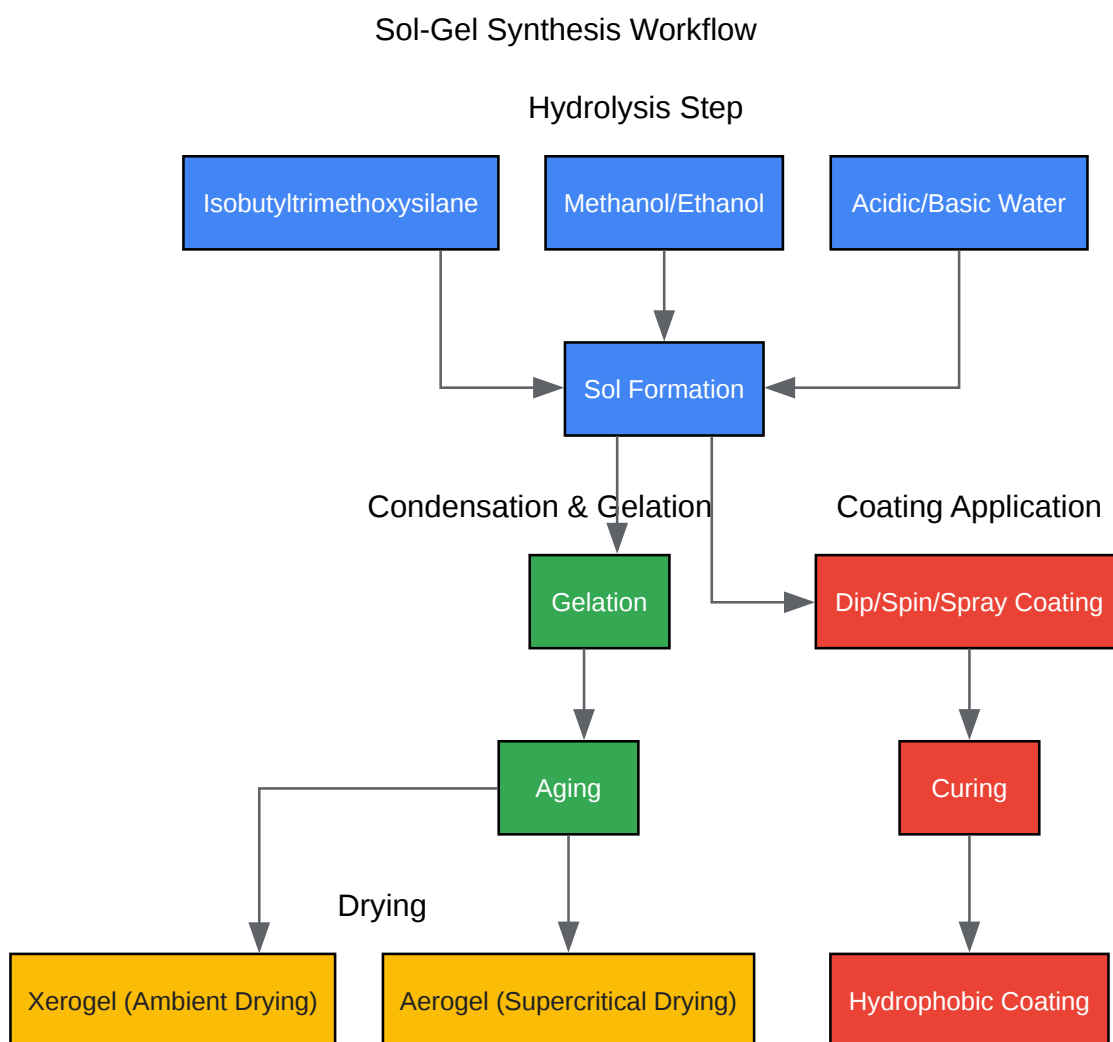 Sol-Gel Synthesis Workflow
Hydrolysis Step
Isobutyltrimethoxysilane
Methanol/Ethanol
Acidic/Basic Water
Sol Formation
Condensation & Gelation
Coating Application
Gelation
Dip/Spin/Spray Coating
Aging
Curing
Drying
Xerogel (Ambient Drying)
Aerogel (Supercritical Drying)
Hydrophobic Coating